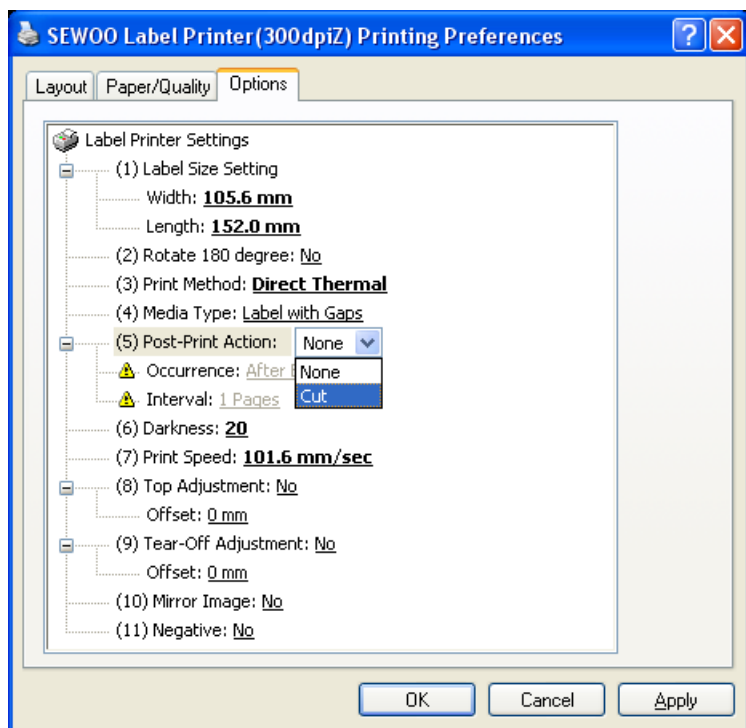 SEWOO Label Printer(300dpiZ) Printing Preferences
Layout Paper/Quality Options
Label Printer Settings
(1) Label Size Setting
Width: 105.6 mm
Length: 152.0 mm
(2) Rotate 180 degree: No
(3) Print Method: Direct Thermal
(4) Media Type: Label with Gaps
(5) Post-Print Action: None
None
Cut
Occurrence: After
Interval: 1 Pages
(6) Darkness: 20
(7) Print Speed: 101.6 mm/sec
(8) Top Adjustment: No
Offset: 0 mm
(9) Tear-Off Adjustment: No
Offset: 0 mm
(10) Mirror Image: No
(11) Negative: No
OK Cancel Apply